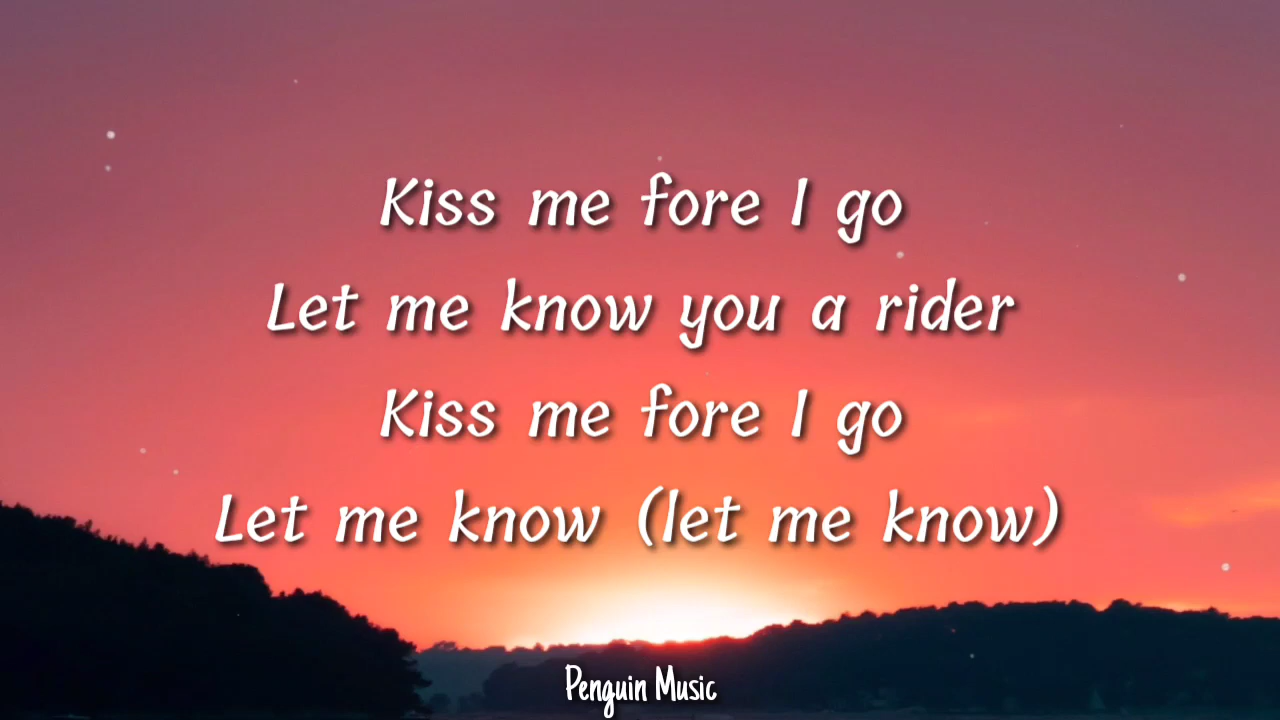 Kiss me fore I go
Let me know you a rider
Kiss me fore I go
Let me know (let me know)
Penguin Music